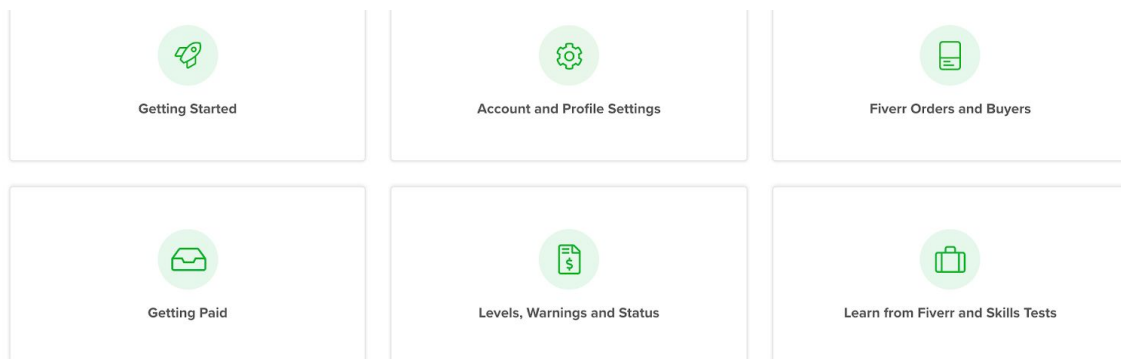 Getting Started
Account and Profile Settings
Fiverr Orders and Buyers
Getting Paid
$
Levels, Warnings and Status
Learn from Fiverr and Skills Tests